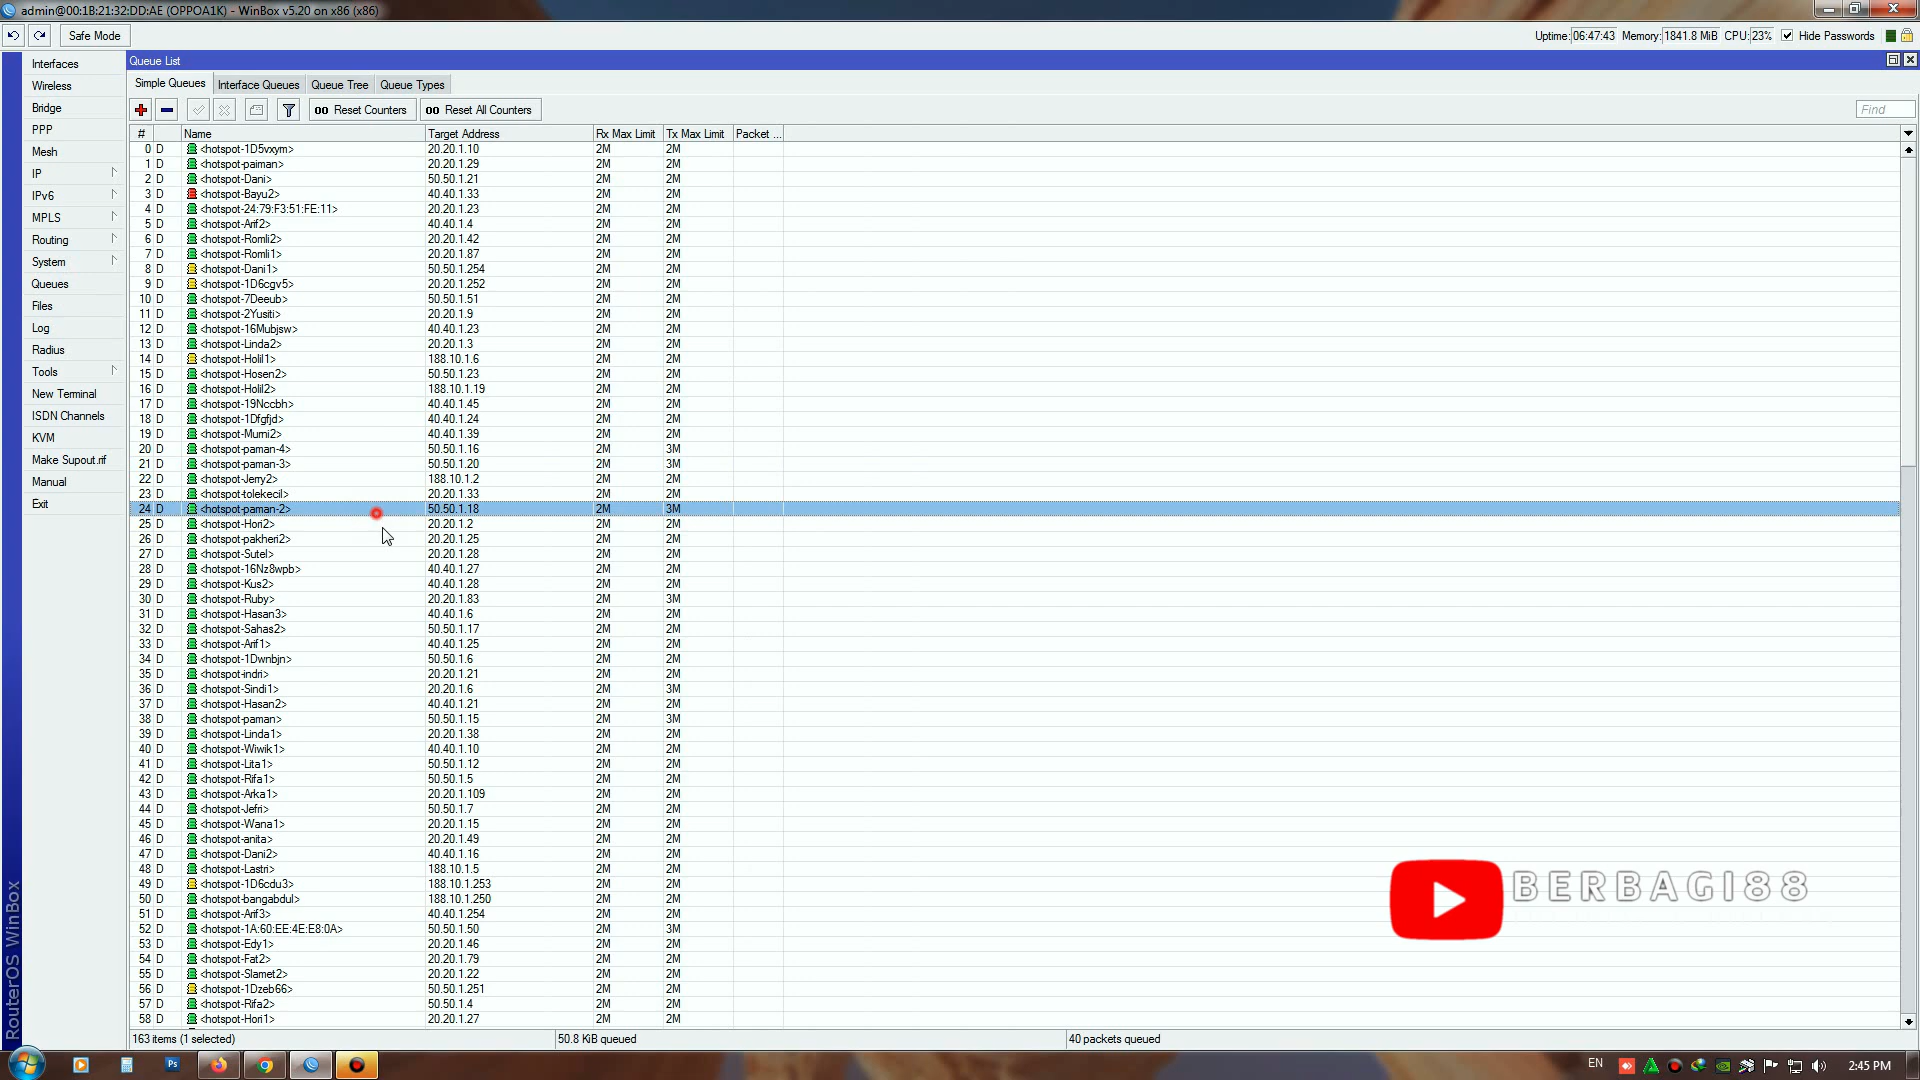 admin@00:1B:21:32:DD:AE (OPPOA1K) - WinBox v5.20 on x86 (x86)
Safe Mode
Uptime: 06:47:43 Memory: 1841.8 MiB CPU: 23% Hide Passwords
Interfaces
Wireless
Bridge
PPP
Mesh
IP
IPv6
MPLS
Routing
System
Queues
Files
Log
Radius
Tools
New Terminal
ISDN Channels
KVM
Make Supout.rif
Manual
Exit
RouterOS WinBox
Queue List
Simple Queues Interface Queues Queue Tree Queue Types
00 Reset Counters 00 Reset All Counters Find
# Name Target Address Rx Max Limit Tx Max Limit Packet ...
0 D <hotspot-1D5vxym> 20.20.1.10 2M 2M
1 D <hotspot-paiman> 20.20.1.29 2M 2M
2 D <hotspot-Dani> 50.50.1.21 2M 2M
3 D <hotspot-Bayu2> 40.40.1.33 2M 2M
4 D <hotspot-24:79:F3:51:FE:11> 20.20.1.23 2M 2M
5 D <hotspot-Arif2> 40.40.1.4 2M 2M
6 D <hotspot-Romli2> 20.20.1.42 2M 2M
7 D <hotspot-Romli1> 20.20.1.87 2M 2M
8 D <hotspot-Dani1> 50.50.1.254 2M 2M
9 D <hotspot-1D6cgv5> 20.20.1.252 2M 2M
10 D <hotspot-7Deeub> 50.50.1.51 2M 2M
11 D <hotspot-2Yusiti> 20.20.1.9 2M 2M
12 D <hotspot-16Mubjsw> 40.40.1.23 2M 2M
13 D <hotspot-Linda2> 20.20.1.3 2M 2M
14 D <hotspot-Holil1> 188.10.1.6 2M 2M
15 D <hotspot-Hosen2> 50.50.1.23 2M 2M
16 D <hotspot-Holil2> 188.10.1.19 2M 2M
17 D <hotspot-19Nccbh> 40.40.1.45 2M 2M
18 D <hotspot-1Dfgfjd> 40.40.1.24 2M 2M
19 D <hotspot-Murni2> 40.40.1.39 2M 2M
20 D <hotspot-paman-4> 50.50.1.16 2M 3M
21 D <hotspot-paman-3> 50.50.1.20 2M 3M
22 D <hotspot-Jerry2> 188.10.1.2 2M 2M
23 D <hotspot-tolekecil> 20.20.1.33 2M 2M
24 D <hotspot-paman-2> 50.50.1.18 2M 3M
25 D <hotspot-Hori2> 20.20.1.2 2M 2M
26 D <hotspot-pakheri2> 20.20.1.25 2M 2M
27 D <hotspot-Sutel> 20.20.1.28 2M 2M
28 D <hotspot-16Nz8wpb> 40.40.1.27 2M 2M
29 D <hotspot-Kus2> 40.40.1.28 2M 2M
30 D <hotspot-Ruby> 20.20.1.83 2M 3M
31 D <hotspot-Hasan3> 40.40.1.6 2M 2M
32 D <hotspot-Sahas2> 50.50.1.17 2M 2M
33 D <hotspot-Arif1> 40.40.1.25 2M 2M
34 D <hotspot-1Dwnbjn> 50.50.1.6 2M 2M
35 D <hotspot-indri> 20.20.1.21 2M 2M
36 D <hotspot-Sindi1> 20.20.1.6 2M 3M
37 D <hotspot-Hasan2> 40.40.1.21 2M 2M
38 D <hotspot-paman> 50.50.1.15 2M 3M
39 D <hotspot-Linda1> 20.20.1.38 2M 2M
40 D <hotspot-Wiwik1> 40.40.1.10 2M 2M
41 D <hotspot-Lita1> 50.50.1.12 2M 2M
42 D <hotspot-Rifa1> 50.50.1.5 2M 2M
43 D <hotspot-Arka1> 20.20.1.109 2M 2M
44 D <hotspot-Jefri> 50.50.1.7 2M 2M
45 D <hotspot-Wana1> 20.20.1.15 2M 2M
46 D <hotspot-anita> 20.20.1.49 2M 2M
47 D <hotspot-Dani2> 40.40.1.16 2M 2M
48 D <hotspot-Lastri> 188.10.1.5 2M 2M
49 D <hotspot-1D6cdu3> 188.10.1.253 2M 2M
50 D <hotspot-bangabdul> 188.10.1.250 2M 2M
51 D <hotspot-Arif3> 40.40.1.254 2M 2M
52 D <hotspot-1A:60:EE:4E:E8:0A> 50.50.1.50 2M 3M
53 D <hotspot-Edy1> 20.20.1.46 2M 2M
54 D <hotspot-Fat2> 20.20.1.79 2M 2M
55 D <hotspot-Slamet2> 20.20.1.22 2M 2M
56 D <hotspot-1Dzeb66> 50.50.1.251 2M 2M
57 D <hotspot-Rifa2> 50.50.1.4 2M 2M
58 D <hotspot-Hori1> 20.20.1.27 2M 2M
163 items (1 selected) 50.8 KiB queued 40 packets queued
BERBAGI88
Ps EN 2:45 PM